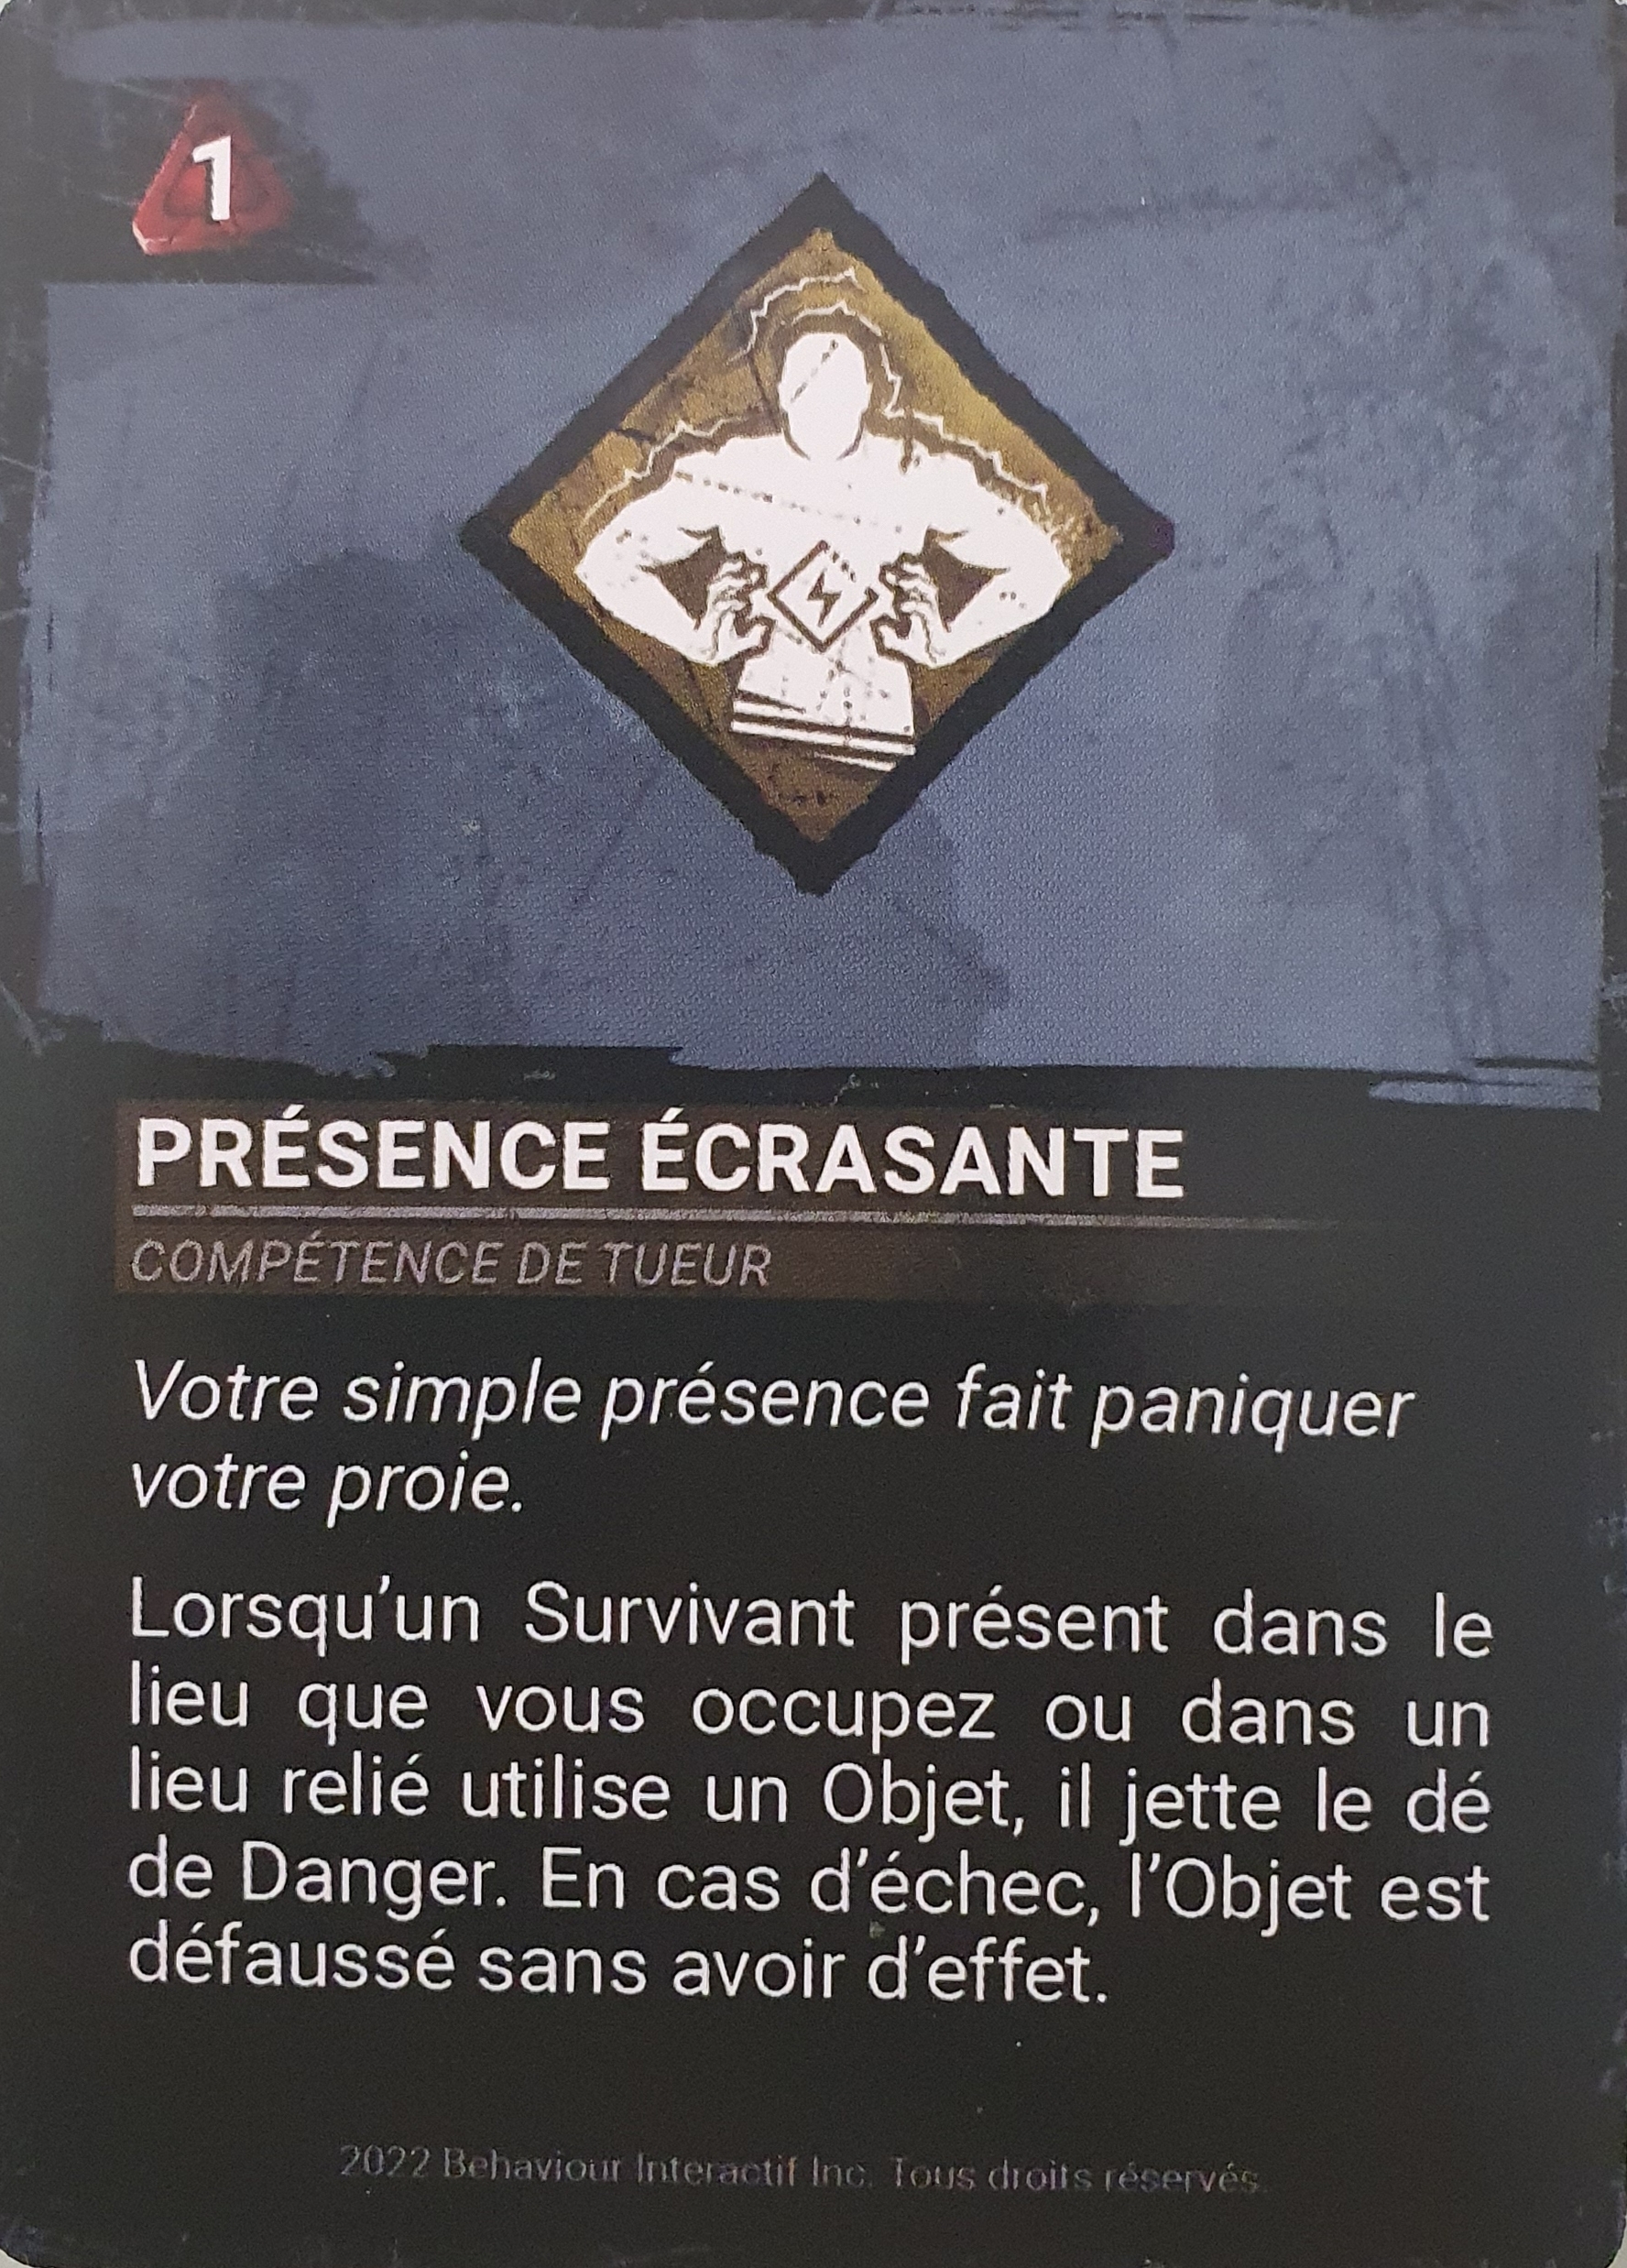 1
PRÉSENCE ÉCRASANTE
COMPÉTENCE DE TUEUR
Votre simple présence fait paniquer
votre proie.
Lorsqu'un Survivant présent dans le
lieu que vous occupez ou dans un
lieu relié utilise un Objet, il jette le dé
de Danger. En cas d'échec, l'Objet est
défaussé sans avoir d'effet.
2022 Behaviour Interactif Inc. Tous droits réservés.